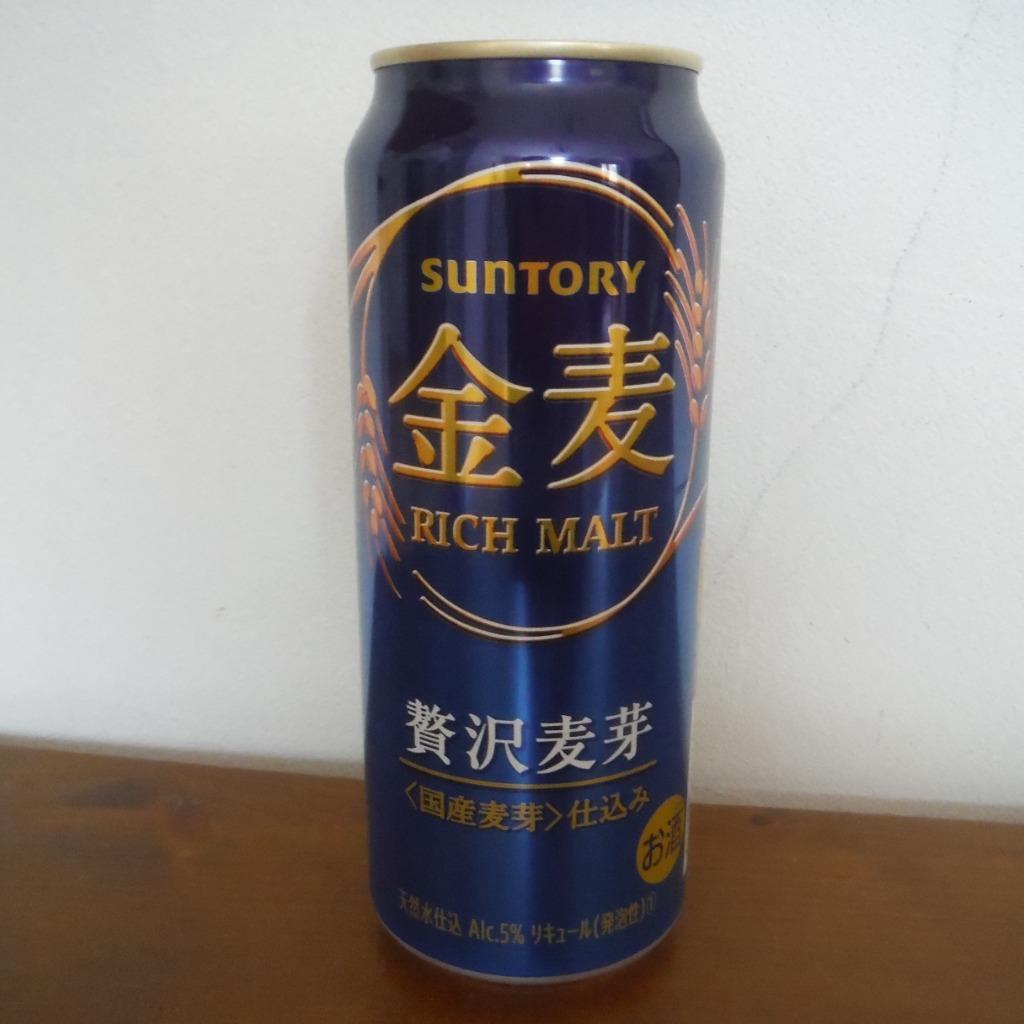 SUNTORY
金麦
RICH MALT
贅沢麦芽
〈国産麦芽〉仕込み
お酒
天然水仕込 Alc.5% リキュール(発泡性)①